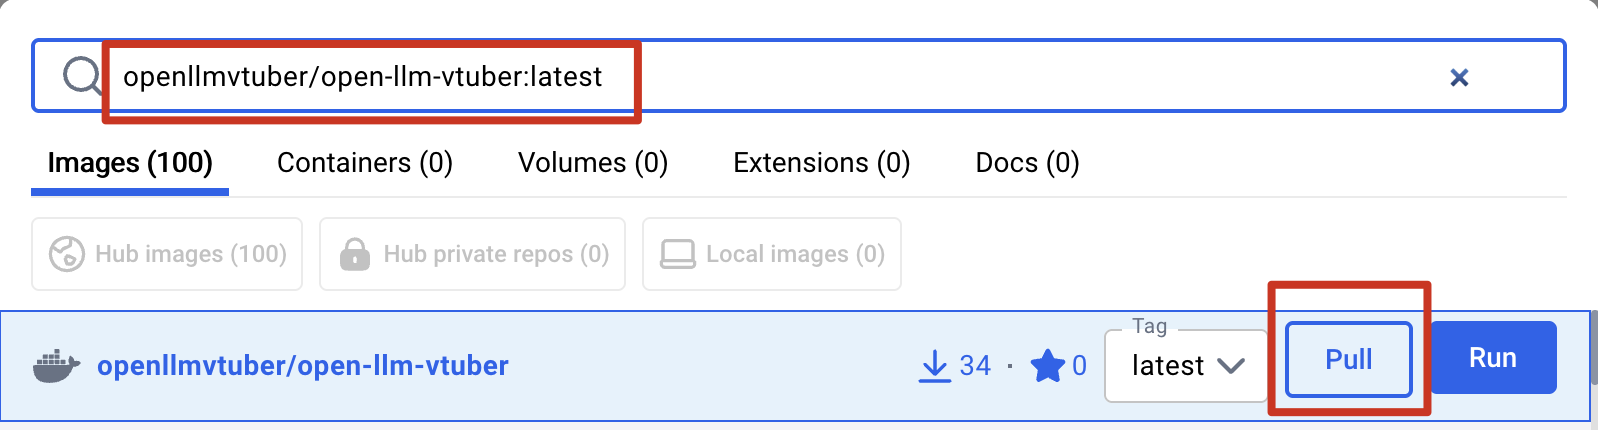 openllmvtuber/open-llm-vtuber:latest
Images (100) Containers (0) Volumes (0) Extensions (0) Docs (0)
Hub images (100) Hub private repos (0) Local images (0)
Tag
openllmvtuber/open-llm-vtuber 34 · 0 latest Pull Run